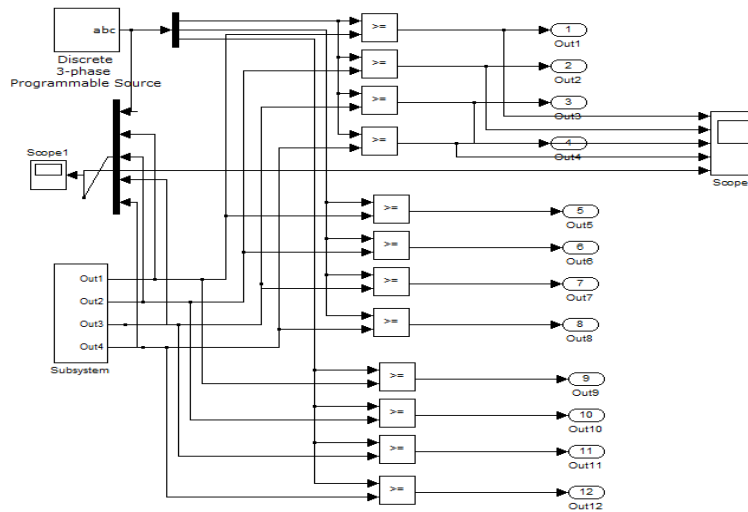 abc
Discrete
3-phase
Programmable Source
>=
1
Out1
>=
2
Out2
>=
3
Out3
>=
4
Out4
Scope1
Scope
>=
5
Out5
>=
6
Out6
>=
7
Out7
>=
8
Out8
Out1
Out2
Out3
Out4
Subsystem
>=
9
Out9
>=
10
Out10
>=
11
Out11
>=
12
Out12